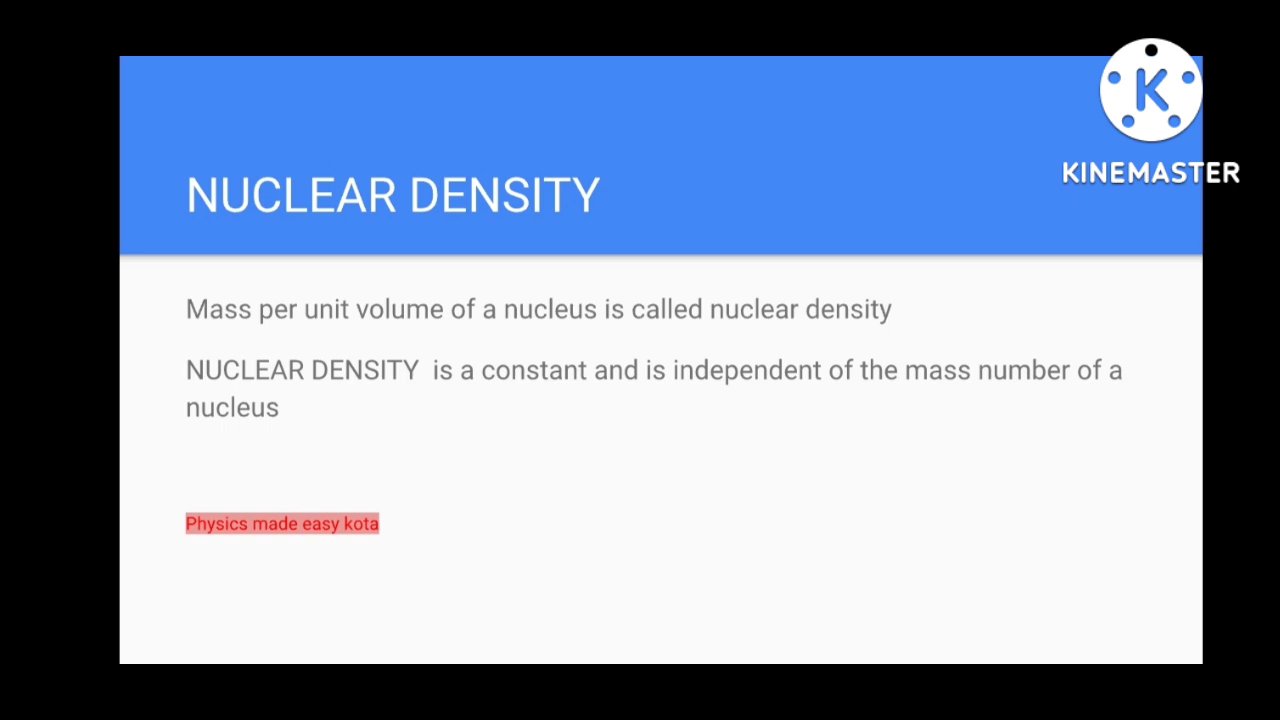 K
KINEMASTER
NUCLEAR DENSITY
Mass per unit volume of a nucleus is called nuclear density
NUCLEAR DENSITY is a constant and is independent of the mass number of a
nucleus
Physics made easy kota